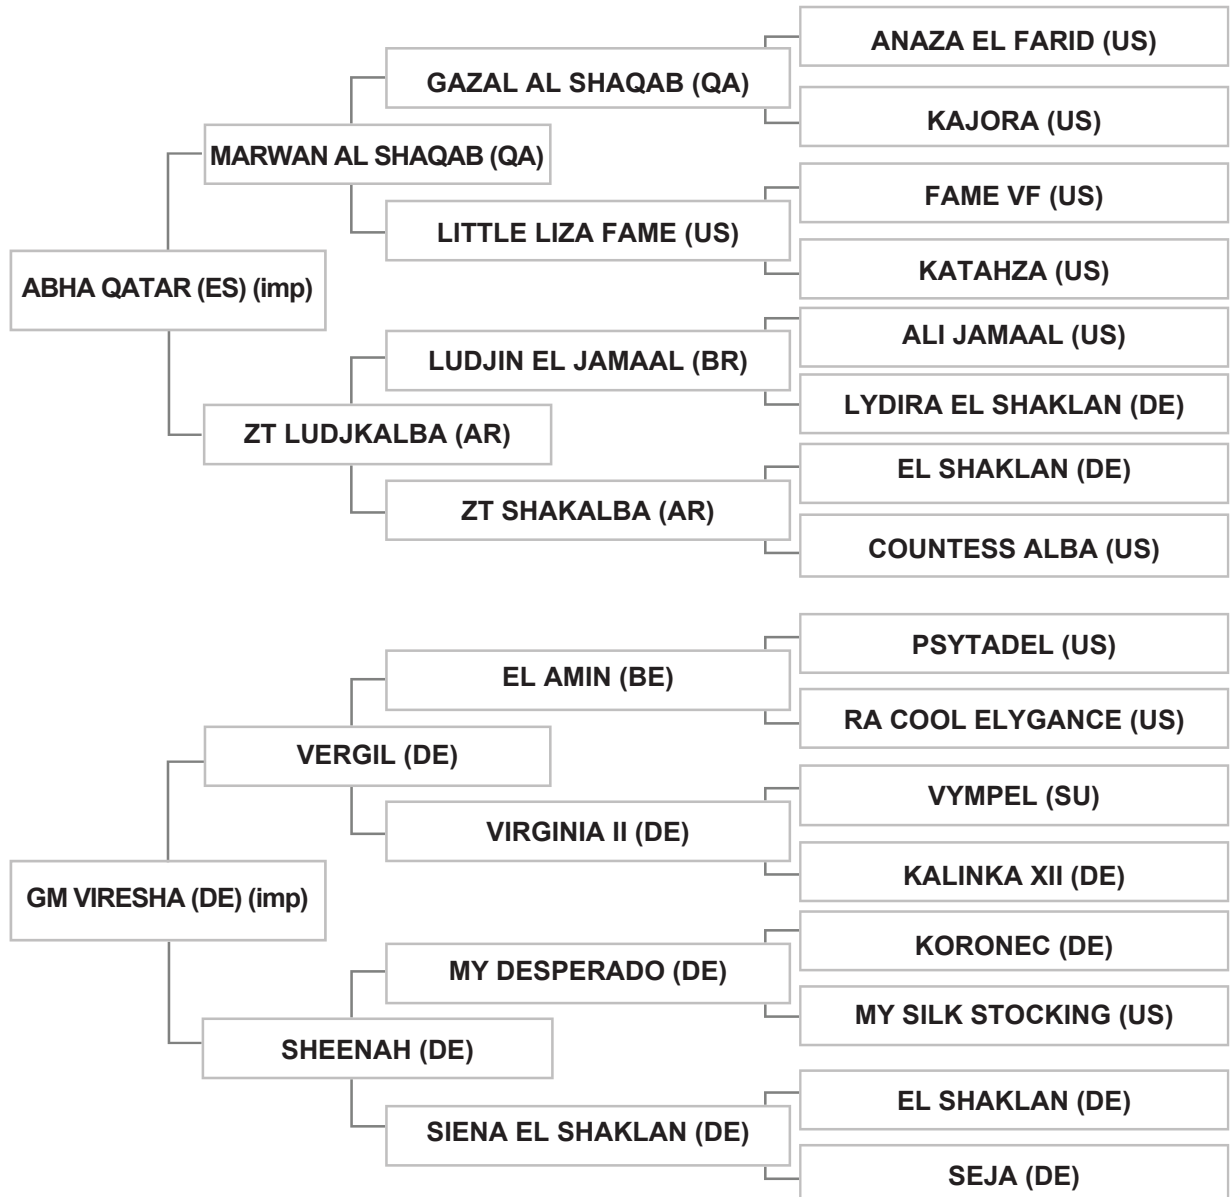 ANAZA EL FARID (US)
GAZAL AL SHAQAB (QA)
KAJORA (US)
MARWAN AL SHAQAB (QA)
FAME VF (US)
LITTLE LIZA FAME (US)
KATAHZA (US)
ABHA QATAR (ES) (imp)
ALI JAMAAL (US)
LUDJIN EL JAMAAL (BR)
LYDIRA EL SHAKLAN (DE)
ZT LUDJKALBA (AR)
EL SHAKLAN (DE)
ZT SHAKALBA (AR)
COUNTESS ALBA (US)
PSYTADEL (US)
EL AMIN (BE)
RA COOL ELYGANCE (US)
VERGIL (DE)
VYMPEL (SU)
VIRGINIA II (DE)
KALINKA XII (DE)
GM VIRESHA (DE) (imp)
KORONEC (DE)
MY DESPERADO (DE)
MY SILK STOCKING (US)
SHEENAH (DE)
EL SHAKLAN (DE)
SIENA EL SHAKLAN (DE)
SEJA (DE)